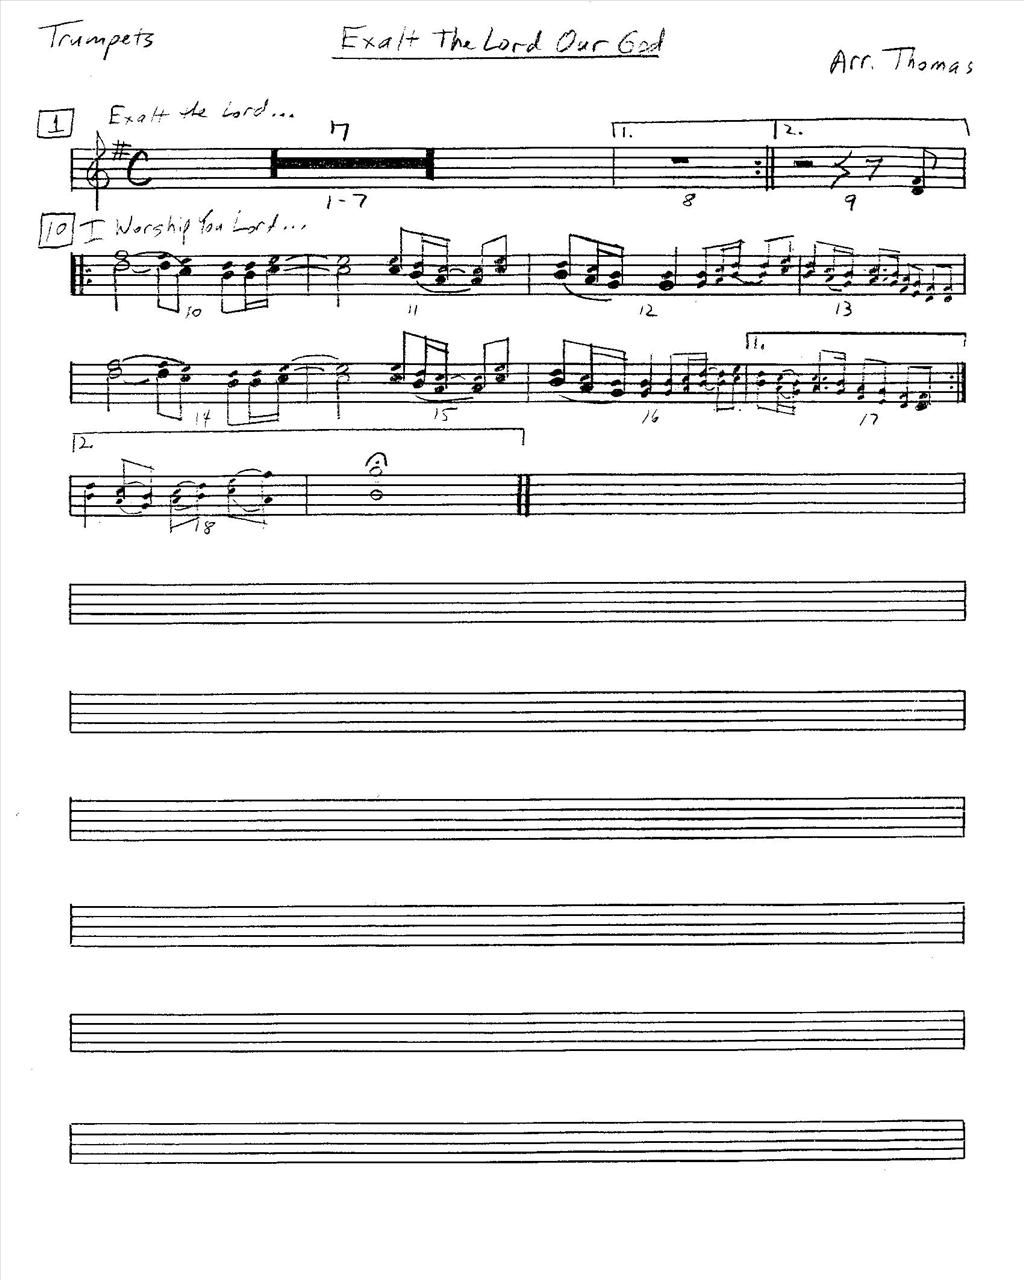 Trumpets
Exalt The Lord Our God
Arr. Thomas
1 Exalt the Lord...
7 1. 2.
1-7 8 9
10 I Worship You Lord...
10 11 12 13
1.
14 15 16 17
2.
18